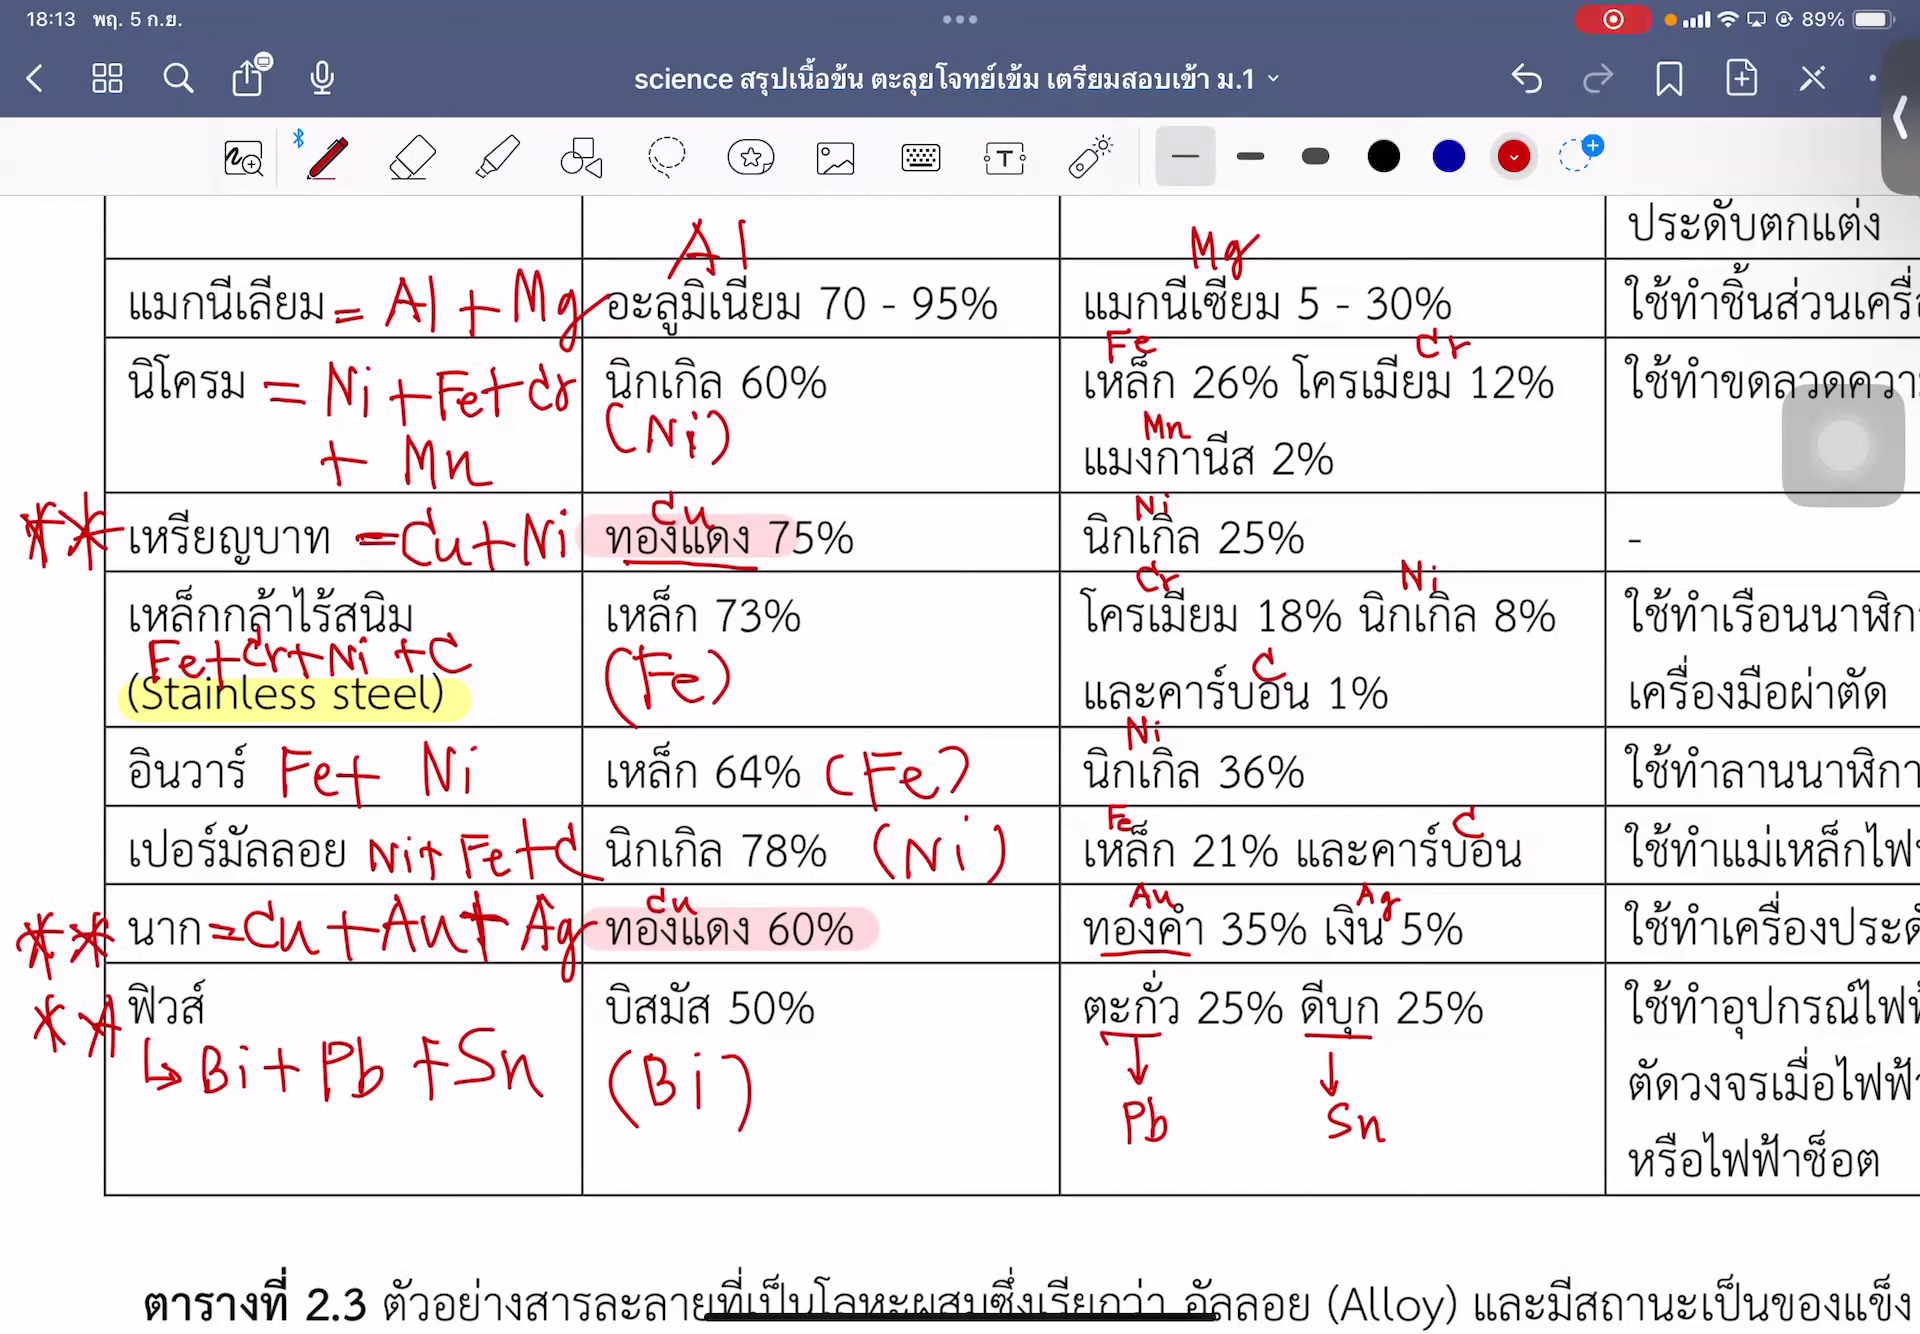 18:13 พฤ. 5 ก.ย.
89%
science สรุปเนื้อข้น ตะลุยโจทย์เข้ม เตรียมสอบเข้า ม.1
T
ประดับตกแต่ง
Al
Mg
แมกนีเลียม = Al + Mg อะลูมิเนียม 70 - 95% แมกนีเซียม 5 - 30% ใช้ทำชิ้นส่วน
Fe Cr
นิโครม = Ni + Fe + Cr นิกเกิล 60% เหล็ก 26% โครเมียม 12% ใช้ทำขดลวด
+ Mn (Ni) Mn
แมงกานีส 2%
Cu Ni
** เหรียญบาท = Cu + Ni ทองแดง 75% นิกเกิล 25% -
Cr Ni
เหล็กกล้าไร้สนิม เหล็ก 73% โครเมียม 18% นิกเกิล 8% ใช้ทำเรือนนาฬิกา
Fe + Cr + Ni + C (Fe) C
(Stainless steel) และคาร์บอน 1% เครื่องมือผ่าตัด
Ni
อินวาร์ Fe + Ni เหล็ก 64% (Fe) นิกเกิล 36% ใช้ทำลานนาฬิกา
Fe C
เปอร์มัลลอย Ni + Fe + C นิกเกิล 78% (Ni) เหล็ก 21% และคาร์บอน ใช้ทำแม่เหล็ก
Cu Au Ag
** นาก = Cu + Au + Ag ทองแดง 60% ทองคำ 35% เงิน 5% ใช้ทำ
** ฟิวส์ บิสมัส 50% ตะกั่ว 25% ดีบุก 25% ใช้ทำอุปกรณ์
↳ Bi + Pb + Sn (Bi) Pb Sn ตัดวงจรเมื่อ
หรือไฟฟ้าช็อต
ตารางที่ 2.3 ตัวอย่างสารละลายที่เป็นโลหะผสมซึ่งเรียกว่า อัลลอย (Alloy) และมีสถานะเป็นของแข็ง